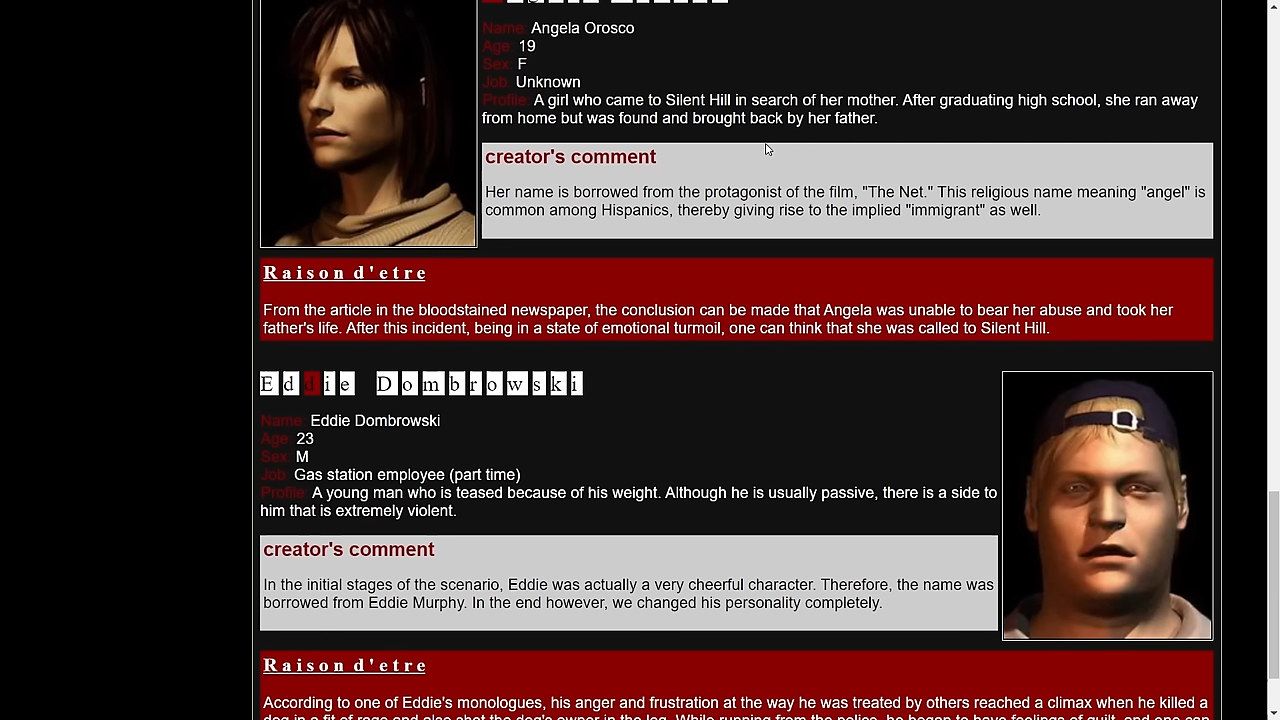 Name: Angela Orosco
Age: 19
Sex: F
Job: Unknown
Profile: A girl who came to Silent Hill in search of her mother. After graduating high school, she ran away
from home but was found and brought back by her father.
creator's comment
Her name is borrowed from the protagonist of the film, "The Net." This religious name meaning "angel" is
common among Hispanics, thereby giving rise to the implied "immigrant" as well.
Raison d'etre
From the article in the bloodstained newspaper, the conclusion can be made that Angela was unable to bear her abuse and took her
father's life. After this incident, being in a state of emotional turmoil, one can think that she was called to Silent Hill.
Eddie Dombrowski
Name: Eddie Dombrowski
Age: 23
Sex: M
Job: Gas station employee (part time)
Profile: A young man who is teased because of his weight. Although he is usually passive, there is a side to
him that is extremely violent.
creator's comment
In the initial stages of the scenario, Eddie was actually a very cheerful character. Therefore, the name was
borrowed from Eddie Murphy. In the end however, we changed his personality completely.
Raison d'etre
According to one of Eddie's monologues, his anger and frustration at the way he was treated by others reached a climax when he killed a